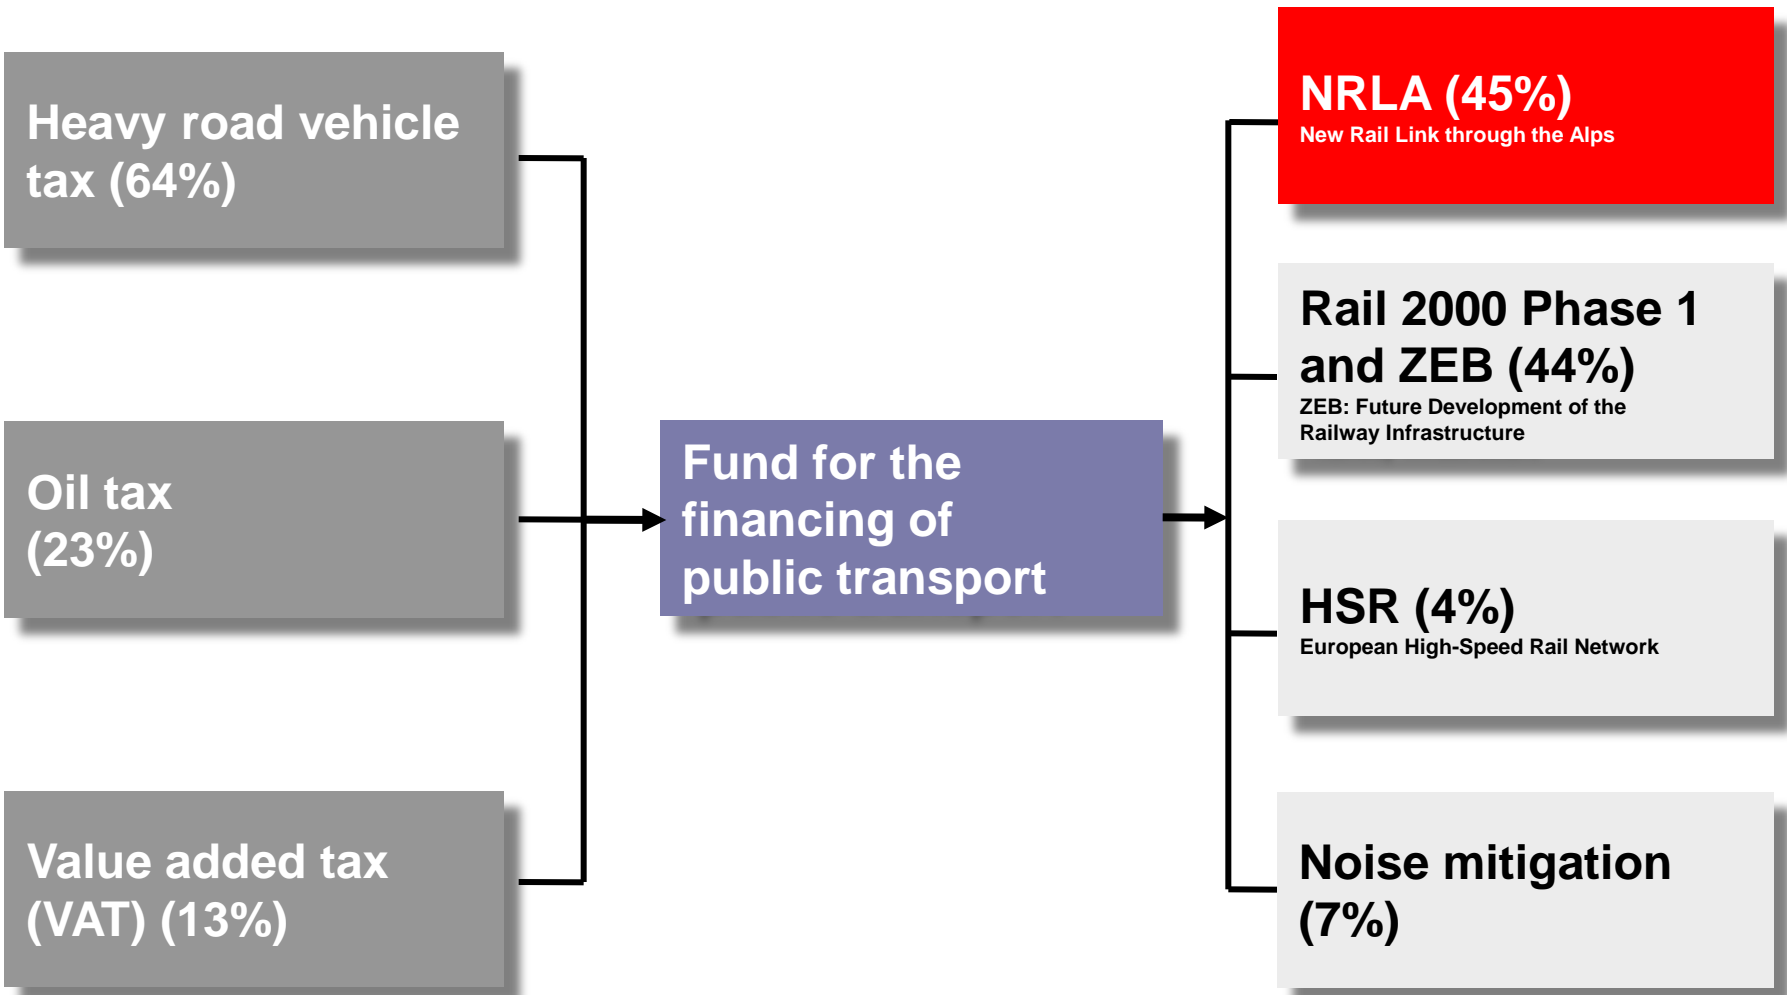 Heavy road vehicle
tax (64%)
Oil tax
(23%)
Value added tax
(VAT) (13%)
Fund for the
financing of
public transport
NRLA (45%)
New Rail Link through the Alps
Rail 2000 Phase 1
and ZEB (44%)
ZEB: Future Development of the
Railway Infrastructure
HSR (4%)
European High-Speed Rail Network
Noise mitigation
(7%)